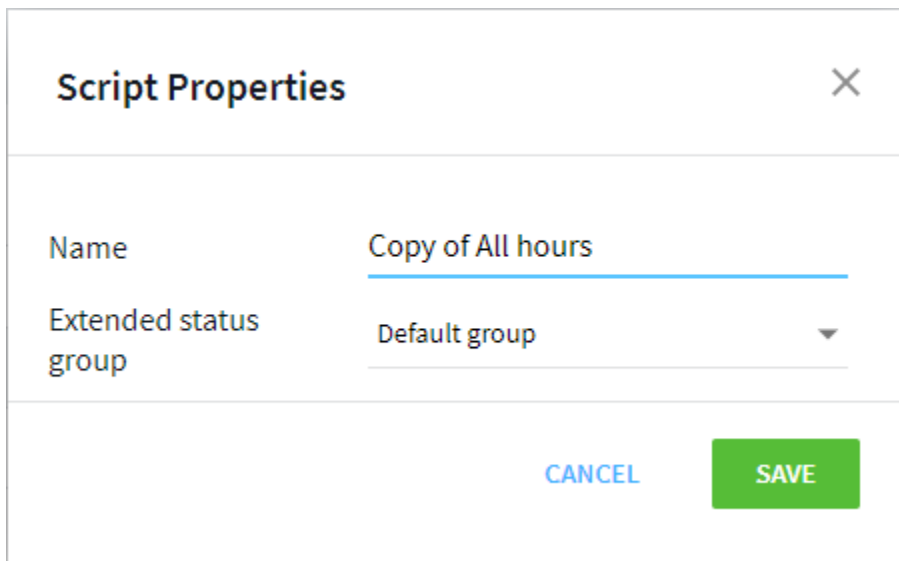 Script Properties
Name
Copy of All hours
Extended status
group
Default group
CANCEL
SAVE